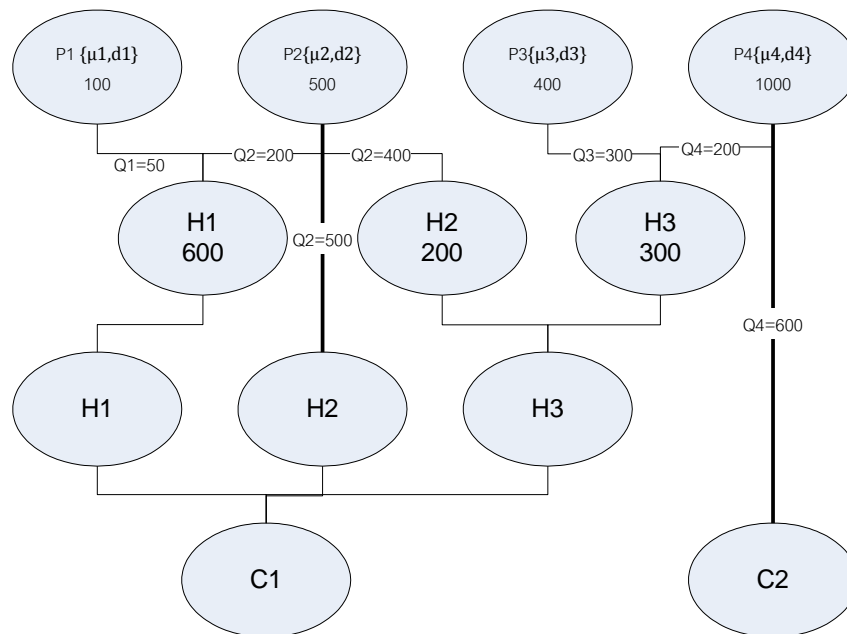 P1 {μ1,d1}
100
P2{μ2,d2}
500
P3{μ3,d3}
400
P4{μ4,d4}
1000
Q1=50
Q2=200
Q2=400
Q3=300
Q4=200
H1
600
Q2=500
H2
200
H3
300
Q4=600
H1
H2
H3
C1
C2